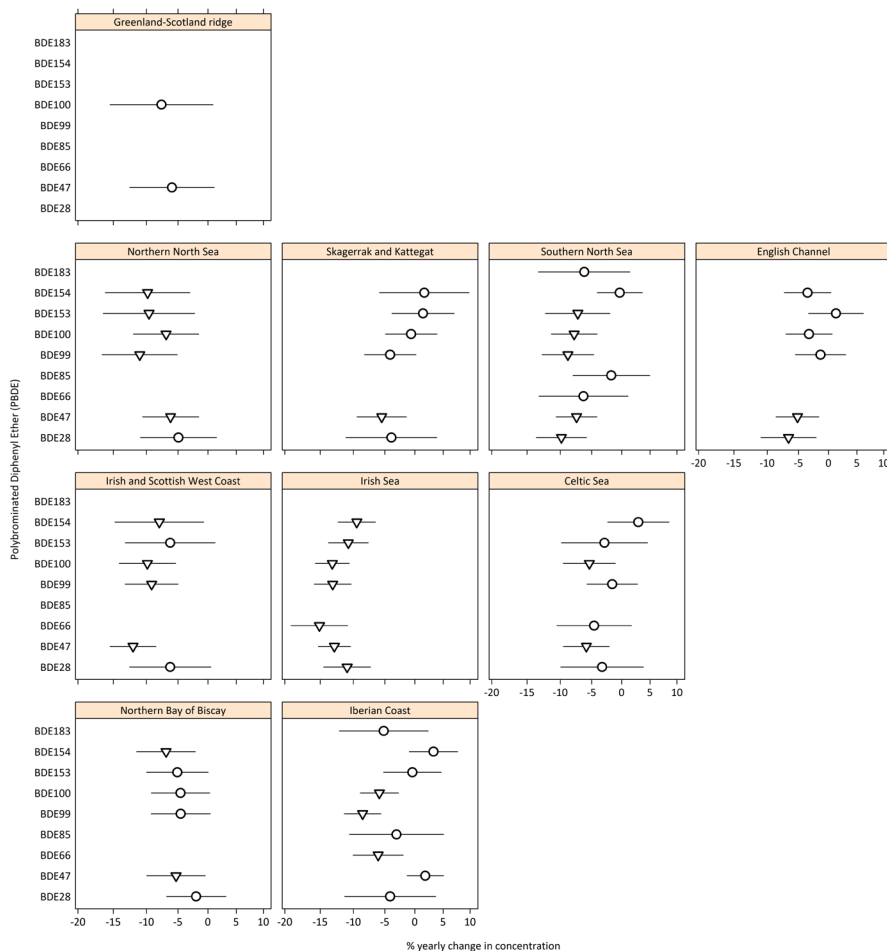 Greenland-Scotland ridge
BDE183
BDE154
BDE153
BDE100
BDE99
BDE85
BDE66
BDE47
BDE28
Northern North Sea Skagerrak and Kattegat Southern North Sea English Channel
BDE183
BDE154
BDE153
BDE100
BDE99
BDE85
BDE66
BDE47
BDE28
-20 -15 -10 -5 0 5 10
Polybrominated Diphenyl Ether (PBDE)
Irish and Scottish West Coast Irish Sea Celtic Sea
BDE183
BDE154
BDE153
BDE100
BDE99
BDE85
BDE66
BDE47
BDE28
-20 -15 -10 -5 0 5 10
Northern Bay of Biscay Iberian Coast
BDE183
BDE154
BDE153
BDE100
BDE99
BDE85
BDE66
BDE47
BDE28
-20 -15 -10 -5 0 5 10 -20 -15 -10 -5 0 5 10
% yearly change in concentration